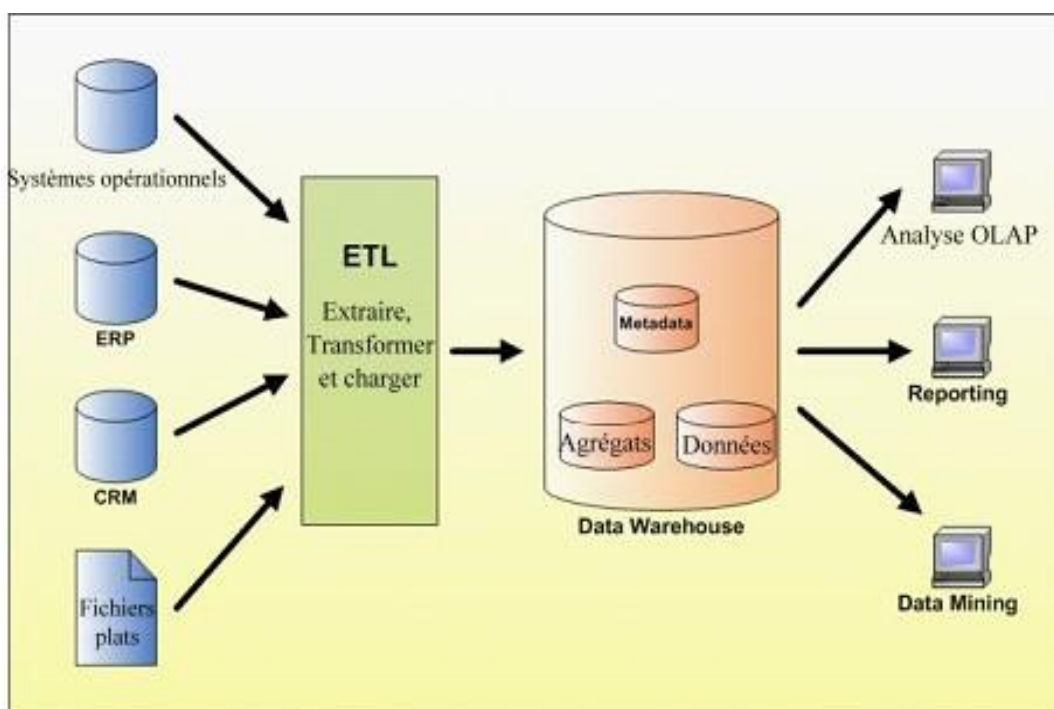 Systèmes opérationnels
ERP
CRM
Fichiers
plats
ETL
Extraire,
Transformer
et charger
Metadata
Agrégats
Données
Data Warehouse
Analyse OLAP
Reporting
Data Mining